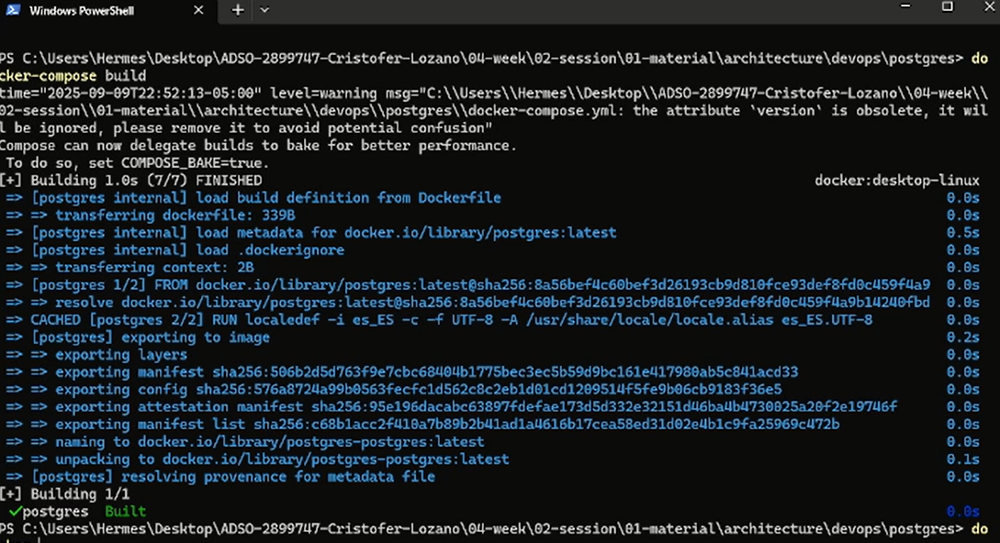 Windows PowerShell
PS C:\Users\Hermes\Desktop\ADSO-2899747-Cristofer-Lozano\04-week\02-session\01-material\architecture\devops\postgres> do
cker-compose build
time="2025-09-09T22:52:13-05:00" level=warning msg="C:\\Users\\Hermes\\Desktop\\ADSO-2899747-Cristofer-Lozano\\04-week\\
02-session\\01-material\\architecture\\devops\\postgres\\docker-compose.yml: the attribute `version` is obsolete, it wil
l be ignored, please remove it to avoid potential confusion"
Compose can now delegate builds to bake for better performance.
To do so, set COMPOSE_BAKE=true.
[+] Building 1.0s (7/7) FINISHED docker:desktop-linux
=> [postgres internal] load build definition from Dockerfile 0.0s
=> => transferring dockerfile: 339B 0.0s
=> [postgres internal] load metadata for docker.io/library/postgres:latest 0.5s
=> [postgres internal] load .dockerignore 0.0s
=> => transferring context: 2B 0.0s
=> [postgres 1/2] FROM docker.io/library/postgres:latest@sha256:8a56bef4c60bef3d26193cb9d810fce93def8fd0c459f4a9 0.0s
=> => resolve docker.io/library/postgres:latest@sha256:8a56bef4c60bef3d26193cb9d810fce93def8fd0c459f4a9b14240fbd 0.0s
=> CACHED [postgres 2/2] RUN localedef -i es_ES -c -f UTF-8 -A /usr/share/locale/locale.alias es_ES.UTF-8 0.0s
=> [postgres] exporting to image 0.2s
=> => exporting layers 0.0s
=> => exporting manifest sha256:506b2d5d763f9e7cbc68404b1775bec3ec5b59d9bc161e417980ab5c841acd33 0.0s
=> => exporting config sha256:576a8724a99b0563fecfc1d562c8c2eb1d01cd1209514f5fe9b06cb9183f36e5 0.0s
=> => exporting attestation manifest sha256:95e196dacabc63897fdefae173d5d332e32151d46ba4b4730025a20f2e19746f 0.0s
=> => exporting manifest list sha256:c68b1acc2f410a7b89b2b41ad1a4616b17cea58ed31d02e4b1c9fa25969c472b 0.0s
=> => naming to docker.io/library/postgres-postgres:latest 0.0s
=> => unpacking to docker.io/library/postgres-postgres:latest 0.1s
=> [postgres] resolving provenance for metadata file 0.0s
[+] Building 1/1
✓postgres Built 0.0s
PS C:\Users\Hermes\Desktop\ADSO-2899747-Cristofer-Lozano\04-week\02-session\01-material\architecture\devops\postgres> do